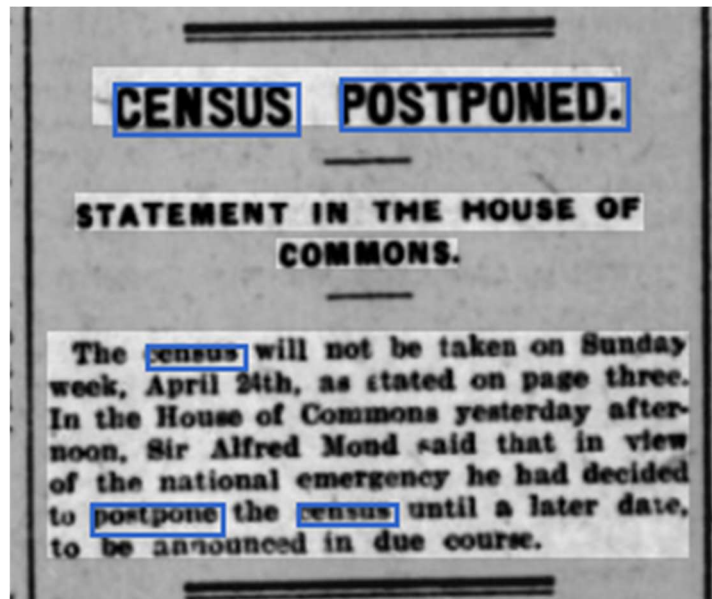 CENSUS POSTPONED.
STATEMENT IN THE HOUSE OF
COMMONS.
The census will not be taken on Sunday
week, April 24th, as stated on page three.
In the House of Commons yesterday after-
noon, Sir Alfred Mond said that in view
of the national emergency he had decided
to postpone the census until a later date,
to be announced in due course.